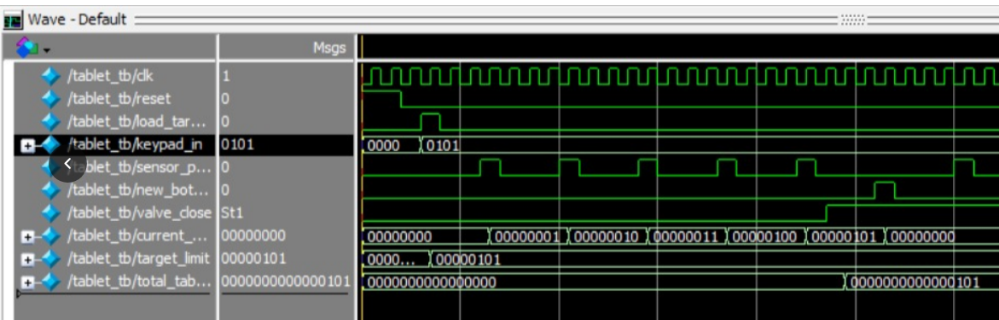 Wave - Default
Msgs
/tablet_tb/clk 1
/tablet_tb/reset 0
/tablet_tb/load_tar... 0
/tablet_tb/keypad_in 0101 0000 0101
tablet_tb/sensor_p... 0
/tablet_tb/new_bot... 0
/tablet_tb/valve_close St1
/tablet_tb/current_... 00000000 00000000 00000001 00000010 00000011 00000100 00000101 00000000
/tablet_tb/target_limit 00000101 0000... 00000101
/tablet_tb/total_tab... 0000000000000101 0000000000000000 0000000000000101